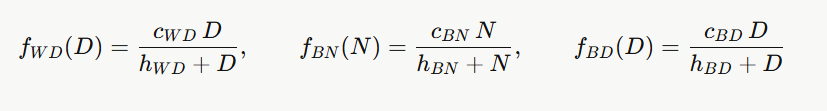 f_{WD}(D) = \frac{c_{WD} D}{h_{WD} + D}, f_{BN}(N) = \frac{c_{BN} N}{h_{BN} + N}, f_{BD}(D) = \frac{c_{BD} D}{h_{BD} + D}